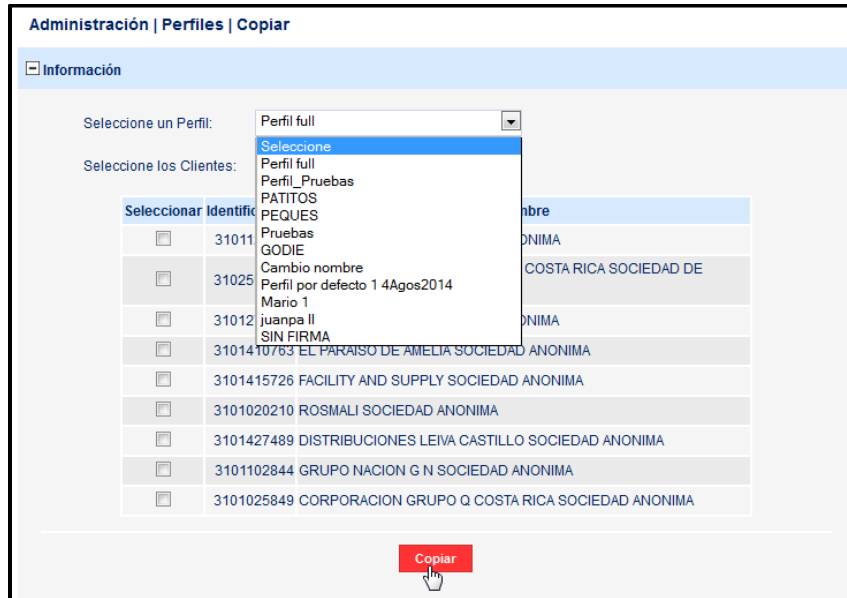 Administración | Perfiles | Copiar
Información
Seleccione un Perfil:
Perfil full
Seleccione
Perfil full
Perfil_Pruebas
PATITOS
PEQUES
Pruebas
GODIE
Cambio nombre
Perfil por defecto 1 4Agos2014
Mario 1
juanpa II
SIN FIRMA
Seleccione los Clientes:
Seleccionar
COSTA RICA SOCIEDAD DE
3101410763 EL PARAISO DE AMELIA SOCIEDAD ANONIMA
3101415726 FACILITY AND SUPPLY SOCIEDAD ANONIMA
3101020210 ROSMALI SOCIEDAD ANONIMA
3101427489 DISTRIBUCIONES LEIVA CASTILLO SOCIEDAD ANONIMA
3101102844 GRUPO NACION G N SOCIEDAD ANONIMA
3101025849 CORPORACION GRUPO Q COSTA RICA SOCIEDAD ANONIMA
Copiar